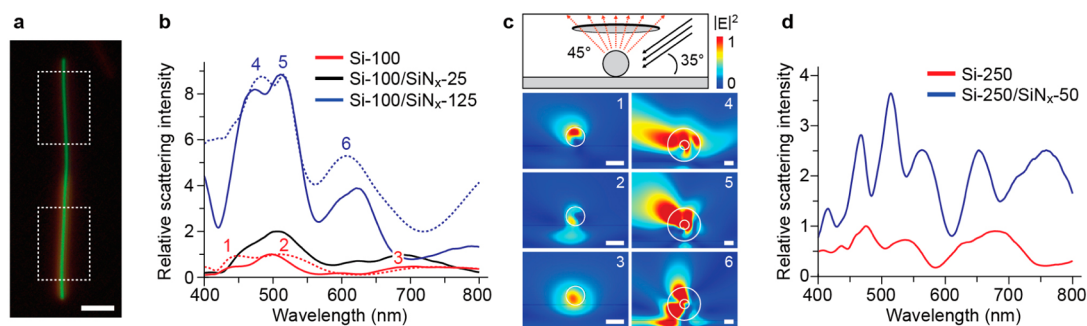 a
b
Relative scattering intensity
8
6
4
2
0
400
500
600
700
800
Wavelength (nm)
Si-100
Si-100/SiNx-25
Si-100/SiNx-125
4
5
6
1
2
3
c
45°
35°
|E|²
1
0
1
4
2
5
3
6
d
Relative scattering intensity
4
3
2
1
0
400
500
600
700
800
Wavelength (nm)
Si-250
Si-250/SiNx-50